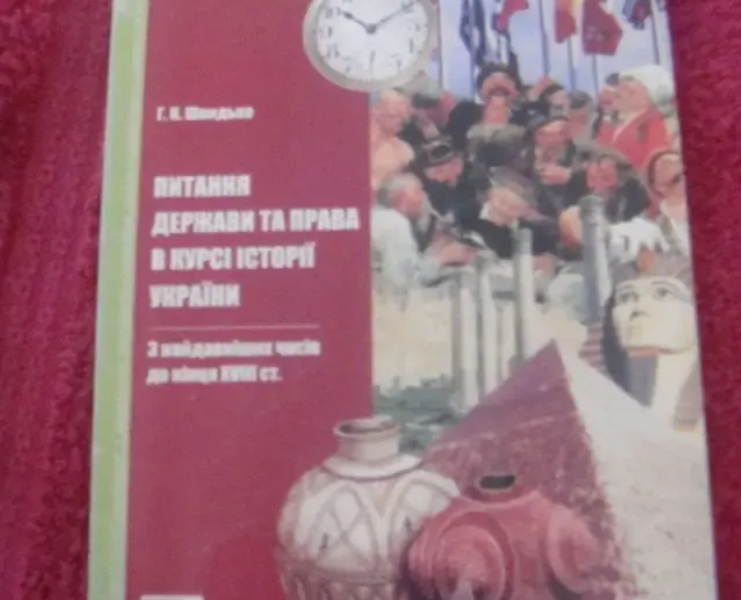 Г. К. Швидько
ПИТАННЯ
ДЕРЖАВИ ТА ПРАВА
В КУРСІ ІСТОРІЇ
УКРАЇНИ
З найдавніших часів
до кінця XVIII ст.